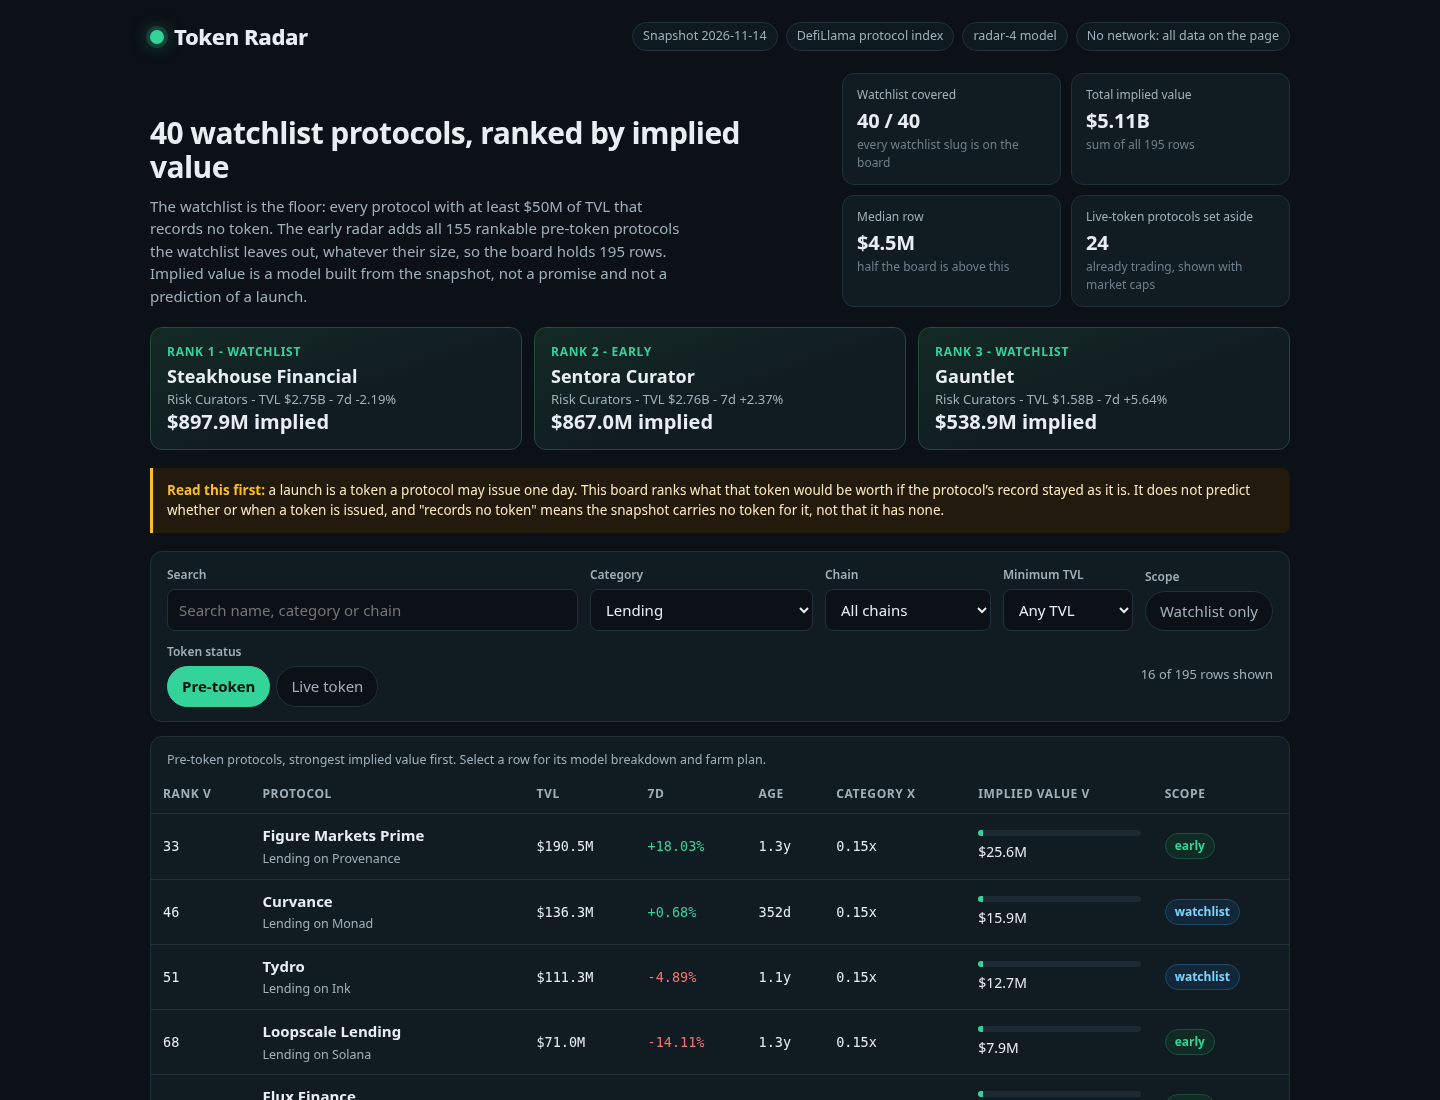 Token Radar
Snapshot 2026-11-14
DefiLlama protocol index
radar-4 model
No network: all data on the page
40 watchlist protocols, ranked by implied
value
The watchlist is the floor: every protocol with at least $50M of TVL that
records no token. The early radar adds all 155 rankable pre-token protocols
the watchlist leaves out, whatever their size, so the board holds 195 rows.
Implied value is a model built from the snapshot, not a promise and not a
prediction of a launch.
Watchlist covered
40 / 40
every watchlist slug is on the
board
Total implied value
$5.11B
sum of all 195 rows
Median row
$4.5M
half the board is above this
Live-token protocols set aside
24
already trading, shown with
market caps
RANK 1 - WATCHLIST
Steakhouse Financial
Risk Curators - TVL $2.75B - 7d -2.19%
$897.9M implied
RANK 2 - EARLY
Sentora Curator
Risk Curators - TVL $2.76B - 7d +2.37%
$867.0M implied
RANK 3 - WATCHLIST
Gauntlet
Risk Curators - TVL $1.58B - 7d +5.64%
$538.9M implied
Read this first: a launch is a token a protocol may issue one day. This board ranks what that token would be worth if the protocol's record stayed as it is. It does not predict
whether or when a token is issued, and "records no token" means the snapshot carries no token for it, not that it has none.
Search
Search name, category or chain
Category
Lending
Chain
All chains
Minimum TVL
Any TVL
Scope
Watchlist only
Token status
Pre-token
Live token
16 of 195 rows shown
Pre-token protocols, strongest implied value first. Select a row for its model breakdown and farm plan.
RANK V PROTOCOL TVL 7D AGE CATEGORY X IMPLIED VALUE V SCOPE
33 Figure Markets Prime $190.5M +18.03% 1.3y 0.15x $25.6M early
Lending on Provenance
46 Curvance $136.3M +0.68% 352d 0.15x $15.9M watchlist
Lending on Monad
51 Tydro $111.3M -4.89% 1.1y 0.15x $12.7M watchlist
Lending on Ink
68 Loopscale Lending $71.0M -14.11% 1.3y 0.15x $7.9M early
Lending on Solana
Flux Finance